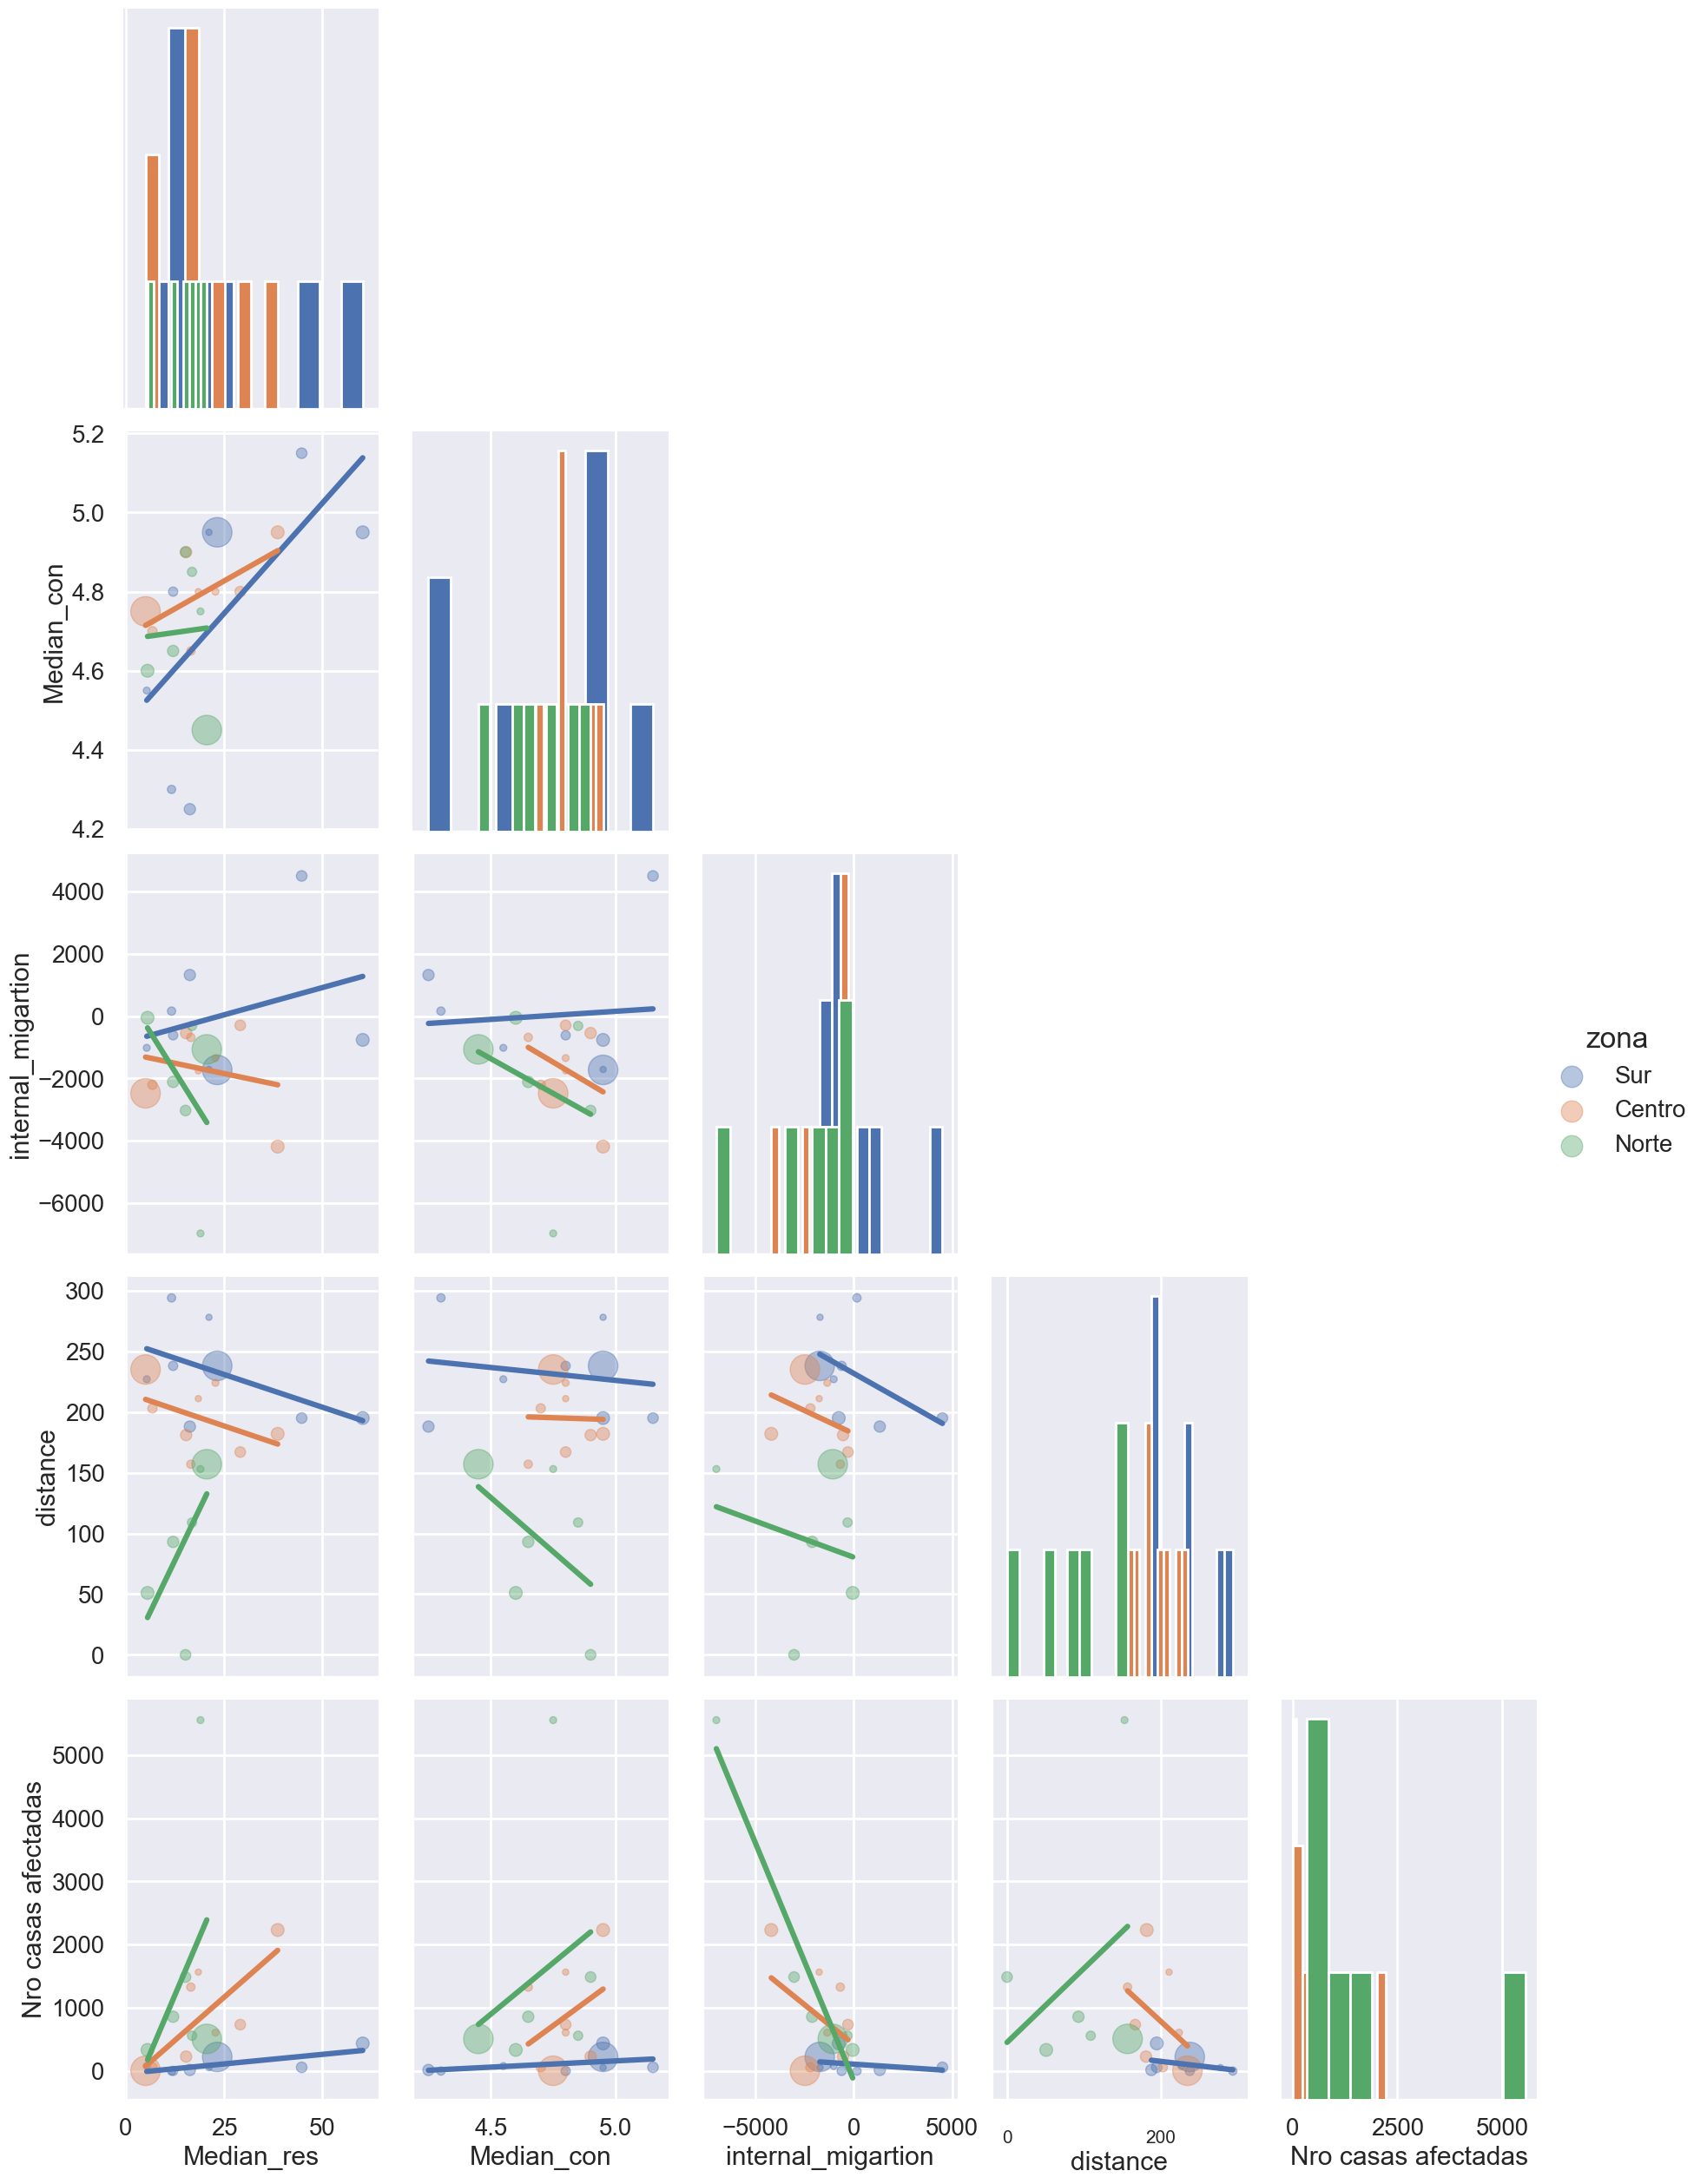 5.2
5.0
4.8
4.6
4.4
4.2
Median_con
4000
2000
0
−2000
−4000
−6000
internal_migartion
zona
Sur
Centro
Norte
300
250
200
150
100
50
0
distance
5000
4000
3000
2000
1000
0
Nro casas afectadas
0 25 50
Median_res
4.5 5.0
Median_con
−5000 0 5000
internal_migartion
0 200
distance
0 2500 5000
Nro casas afectadas